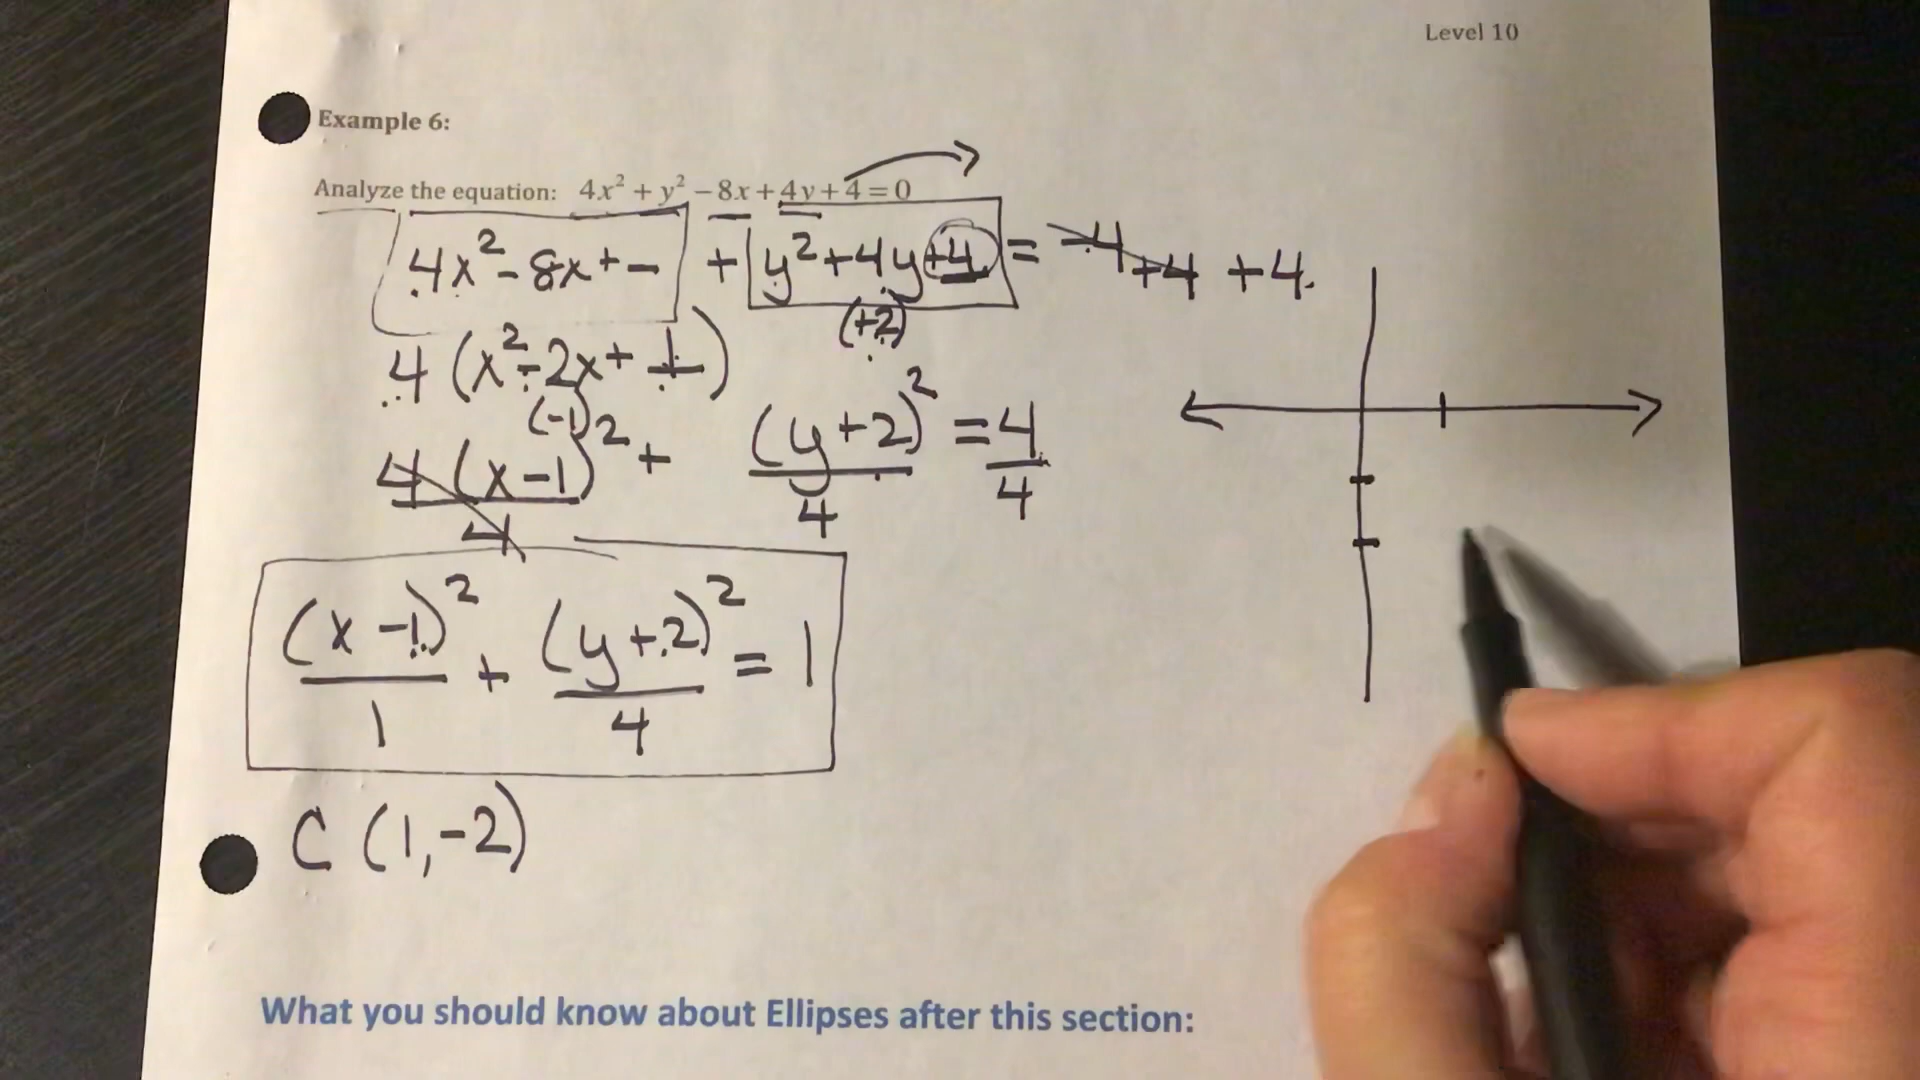 Level 10
Example 6:
Analyze the equation: 4x² + y² − 8x + 4y + 4 = 0
4x² - 8x + _ + y² + 4y + 4 = -4 + 4 + 4
(+2)
4 (x² - 2x + 1)
(-1)
4 (x-1)² + (y+2)² = 4
4 4 4
(x-1)² + (y+2)² = 1
1 4
C (1, -2)
What you should know about Ellipses after this section: